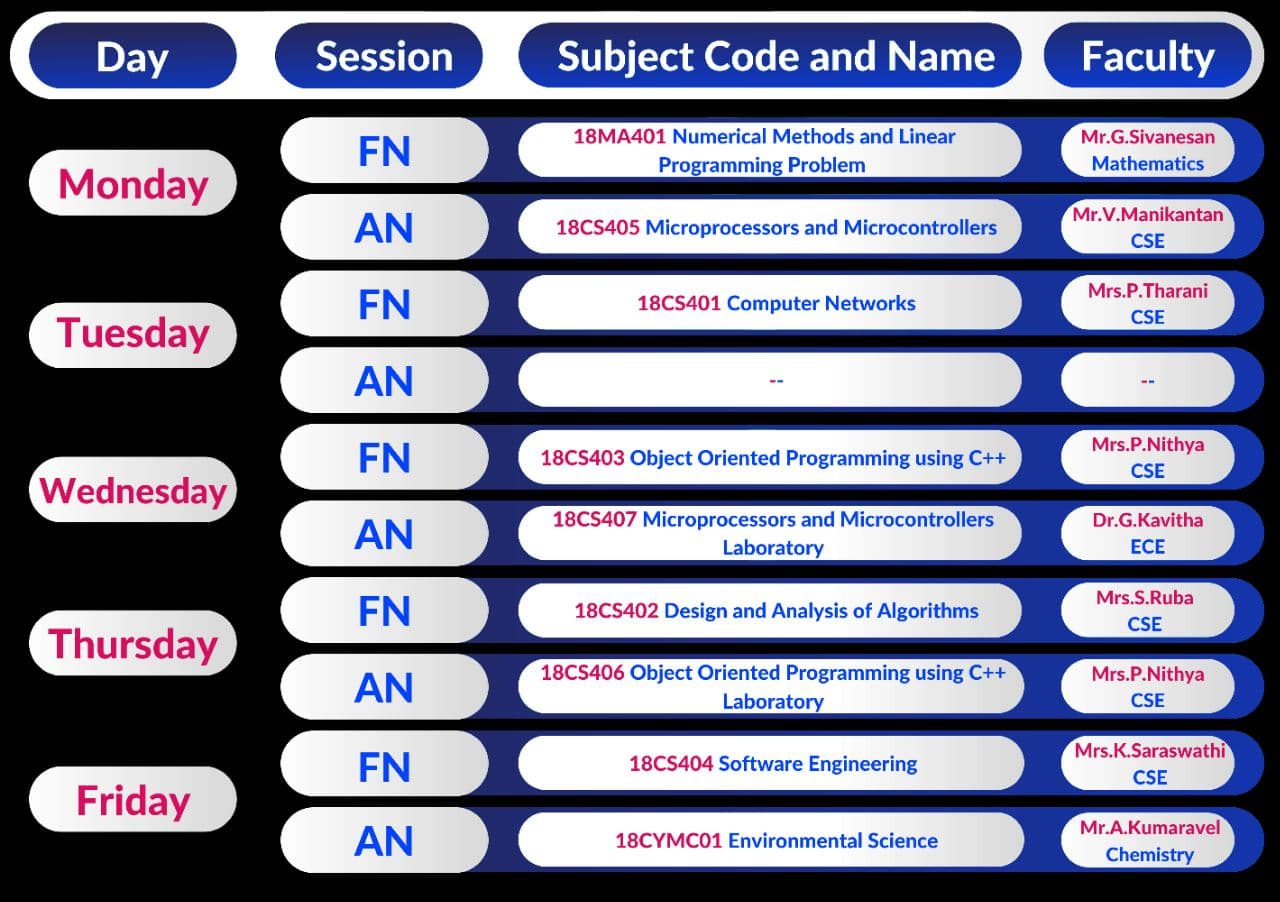 Day Session Subject Code and Name Faculty
Monday
FN
18MA401 Numerical Methods and Linear
Programming Problem
Mr.G.Sivanesan
Mathematics
AN
18CS405 Microprocessors and Microcontrollers
Mr.V.Manikantan
CSE
Tuesday
FN
18CS401 Computer Networks
Mrs.P.Tharani
CSE
AN
--
--
Wednesday
FN
18CS403 Object Oriented Programming using C++
Mrs.P.Nithya
CSE
AN
18CS407 Microprocessors and Microcontrollers
Laboratory
Dr.G.Kavitha
ECE
Thursday
FN
18CS402 Design and Analysis of Algorithms
Mrs.S.Ruba
CSE
AN
18CS406 Object Oriented Programming using C++
Laboratory
Mrs.P.Nithya
CSE
Friday
FN
18CS404 Software Engineering
Mrs.K.Saraswathi
CSE
AN
18CYMC01 Environmental Science
Mr.A.Kumaravel
Chemistry